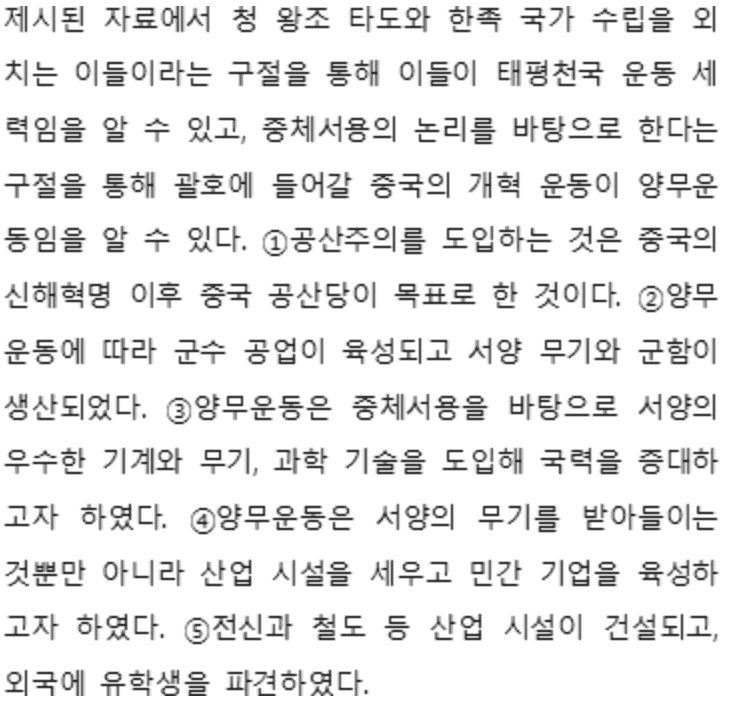 제시된 자료에서 청 왕조 타도와 한족 국가 수립을 외
치는 이들이라는 구절을 통해 이들이 태평천국 운동 세
력임을 알 수 있고, 중체서용의 논리를 바탕으로 한다는
구절을 통해 괄호에 들어갈 중국의 개혁 운동이 양무운
동임을 알 수 있다. ①공산주의를 도입하는 것은 중국의
신해혁명 이후 중국 공산당이 목표로 한 것이다. ②양무
운동에 따라 군수 공업이 육성되고 서양 무기와 군함이
생산되었다. ③양무운동은 중체서용을 바탕으로 서양의
우수한 기계와 무기, 과학 기술을 도입해 국력을 증대하
고자 하였다. ④양무운동은 서양의 무기를 받아들이는
것뿐만 아니라 산업 시설을 세우고 민간 기업을 육성하
고자 하였다. ⑤전신과 철도 등 산업 시설이 건설되고,
외국에 유학생을 파견하였다.